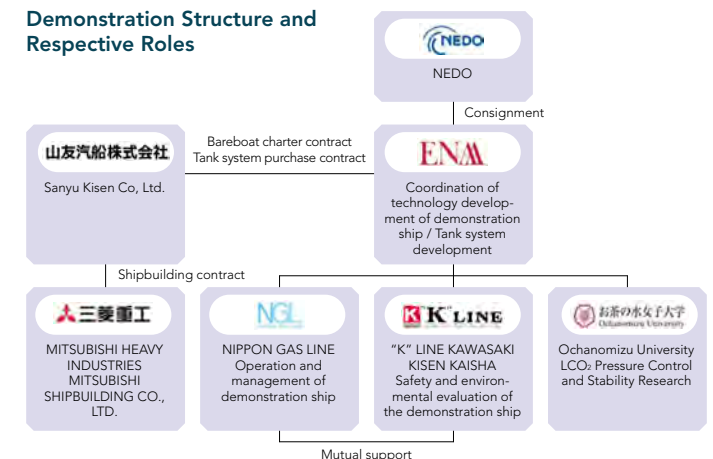 Demonstration Structure and
Respective Roles
NEDO
NEDO
Consignment
山友汽船株式会社
Sanyu Kisen Co, Ltd.
Bareboat charter contract
Tank system purchase contract
ENAA
Coordination of
technology develop-
ment of demonstration
ship / Tank system
development
Shipbuilding contract
三菱重工
MITSUBISHI HEAVY
INDUSTRIES
MITSUBISHI
SHIPBUILDING CO.,
LTD.
NGL
NIPPON GAS LINE
Operation and
management of
demonstration ship
K "K" LINE
“K” LINE KAWASAKI
KISEN KAISHA
Safety and environ-
mental evaluation of
the demonstration ship
お茶の水女子大学
Ochanomizu University
Ochanomizu University
LCO₂ Pressure Control
and Stability Research
Mutual support